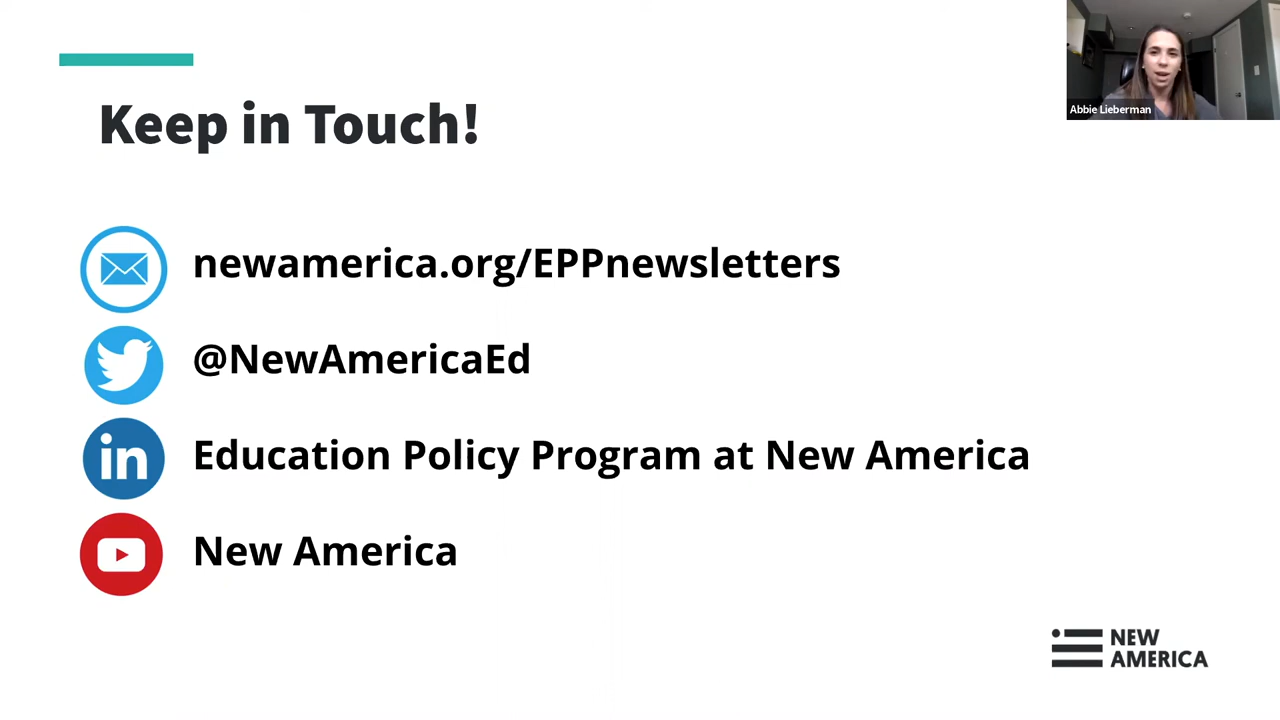 Abbie Lieberman
Keep in Touch!
newamerica.org/EPPnewsletters
@NewAmericaEd
in
Education Policy Program at New America
New America
NEW
AMERICA